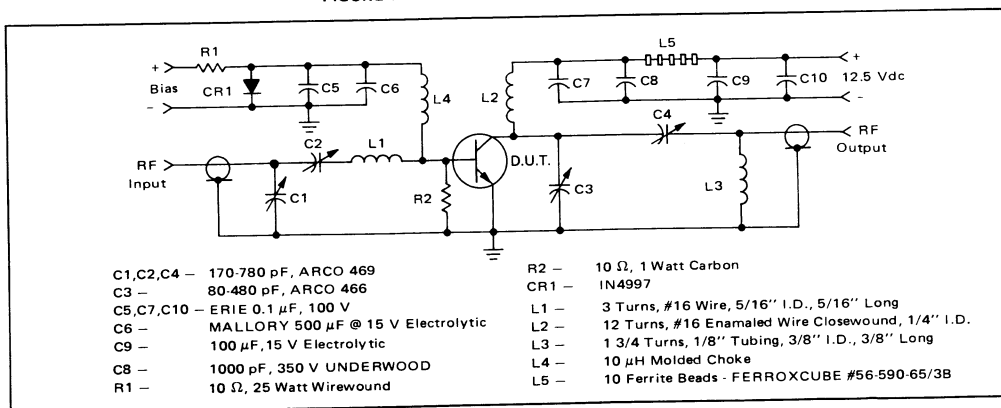 R1
L5
+
+
Bias
CR1
C5
C6
L4
L2
C7
C8
C9
C10
12.5 Vdc
-
-
C4
RF
Output
C2
L1
RF
Input
D.U.T.
C1
R2
C3
L3
C1,C2,C4 – 170-780 pF, ARCO 469
C3 – 80-480 pF, ARCO 466
C5,C7,C10 – ERIE 0.1 μF, 100 V
C6 – MALLORY 500 μF @ 15 V Electrolytic
C9 – 100 μF,15 V Electrolytic
C8 – 1000 pF, 350 V UNDERWOOD
R1 – 10 Ω, 25 Watt Wirewound
R2 – 10 Ω, 1 Watt Carbon
CR1 – IN4997
L1 – 3 Turns, #16 Wire, 5/16'' I.D., 5/16'' Long
L2 – 12 Turns, #16 Enamaled Wire Closewound, 1/4'' I.D.
L3 – 1 3/4 Turns, 1/8'' Tubing, 3/8'' I.D., 3/8'' Long
L4 – 10 μH Molded Choke
L5 – 10 Ferrite Beads - FERROXCUBE #56-590-65/3B